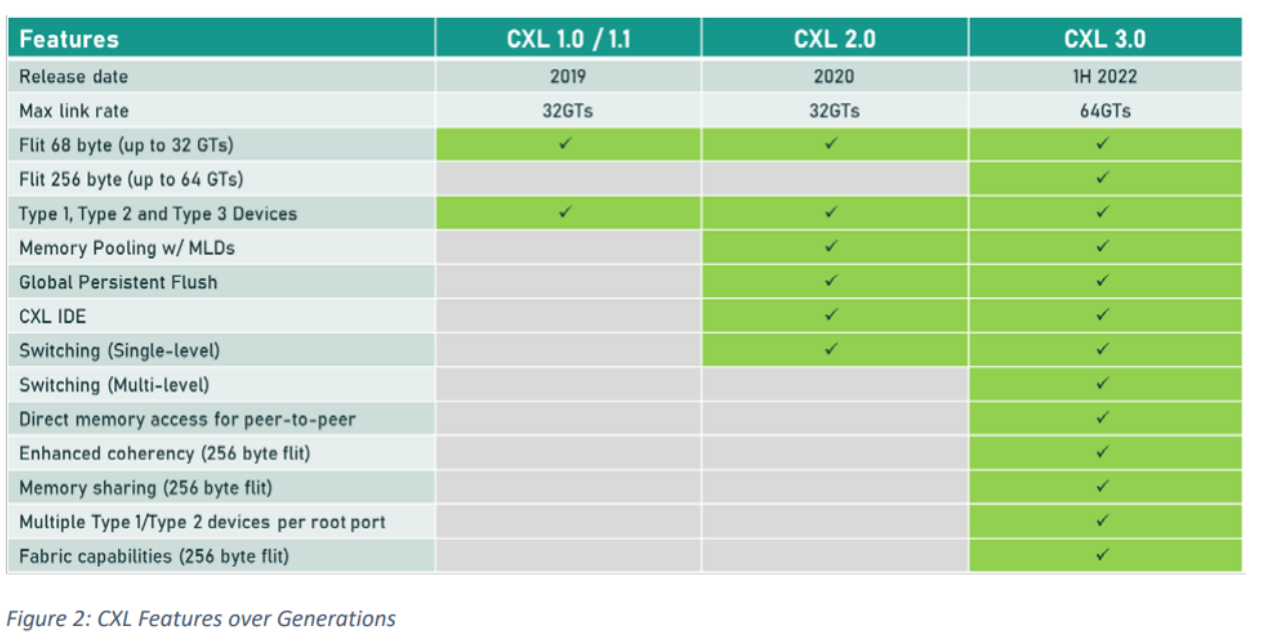 Features CXL 1.0 / 1.1 CXL 2.0 CXL 3.0
Release date 2019 2020 1H 2022
Max link rate 32GTs 32GTs 64GTs
Flit 68 byte (up to 32 GTs) ✓ ✓ ✓
Flit 256 byte (up to 64 GTs) ✓
Type 1, Type 2 and Type 3 Devices ✓ ✓ ✓
Memory Pooling w/ MLDs ✓ ✓
Global Persistent Flush ✓ ✓
CXL IDE ✓ ✓
Switching (Single-level) ✓ ✓
Switching (Multi-level) ✓
Direct memory access for peer-to-peer ✓
Enhanced coherency (256 byte flit) ✓
Memory sharing (256 byte flit) ✓
Multiple Type 1/Type 2 devices per root port ✓
Fabric capabilities (256 byte flit) ✓
Figure 2: CXL Features over Generations